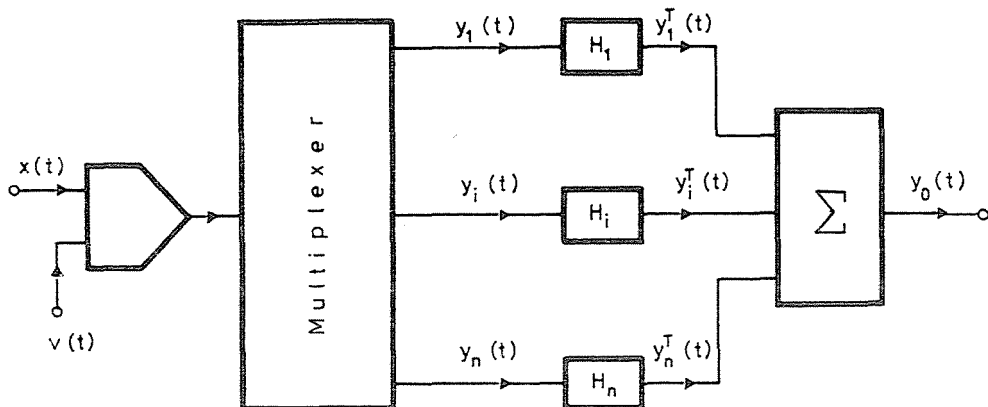 y₁(t)
H₁
y₁ᵀ(t)
x(t)
v(t)
Multiplexer
yᵢ(t)
Hᵢ
yᵢᵀ(t)
Σ
y₀(t)
yₙ(t)
Hₙ
yₙᵀ(t)